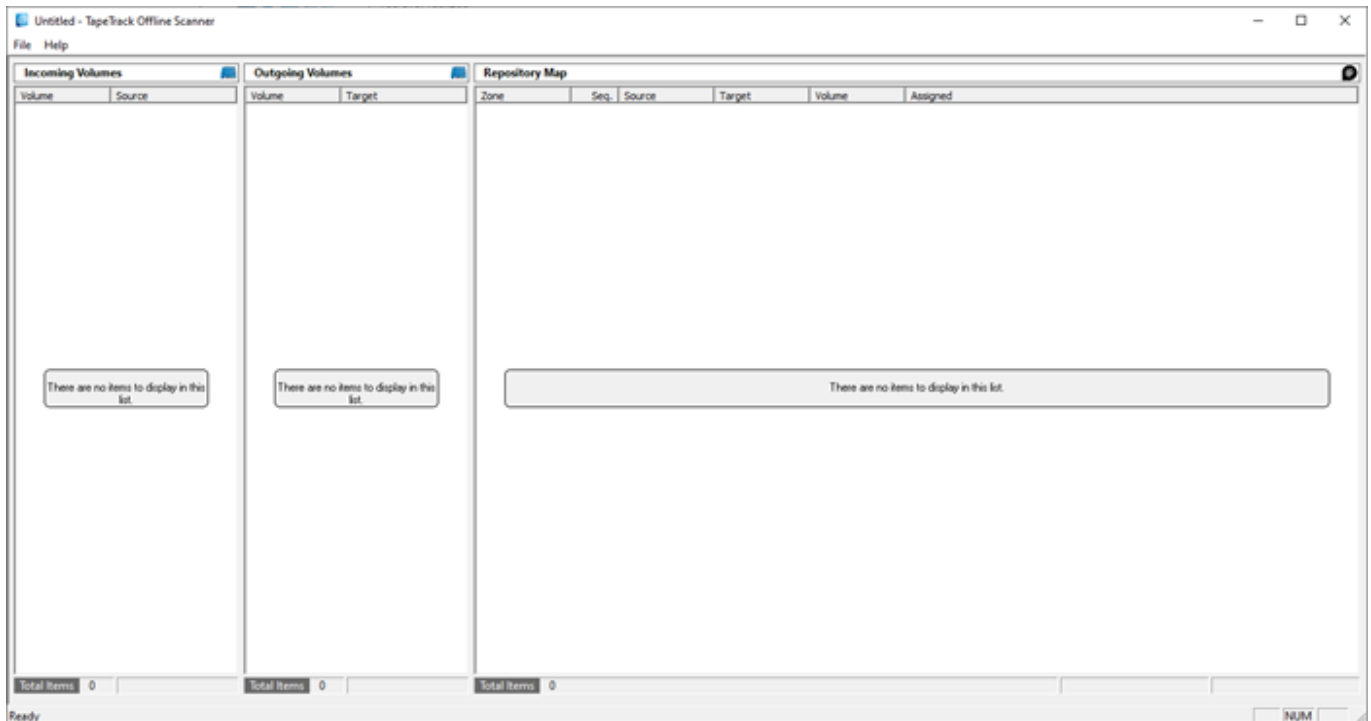 Untitled - TapeTrack Offline Scanner
File Help
Incoming Volumes Outgoing Volumes Repository Map
Volume Source Volume Target Zone Seq. Source Target Volume Assigned
There are no items to display in this
list.
There are no items to display in this
list.
There are no items to display in this list.
Total Items 0 Total Items 0 Total Items 0
Ready NUM